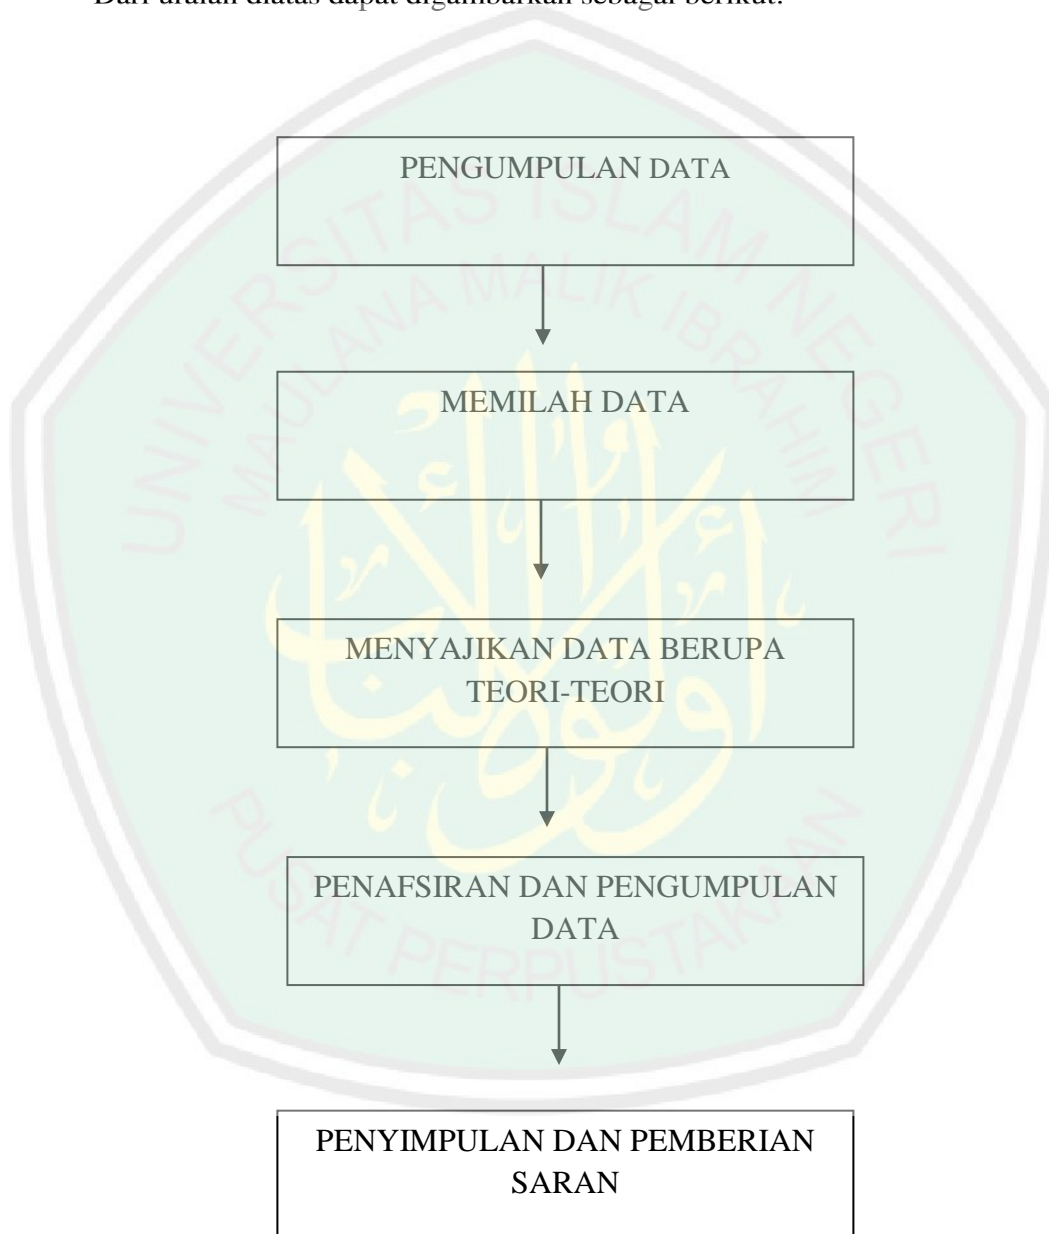 Dari uraian diatas dapat digambarkan sebagai berikut:
PENGUMPULAN DATA
MEMILAH DATA
MENYAJIKAN DATA BERUPA
TEORI-TEORI
PENAFSIRAN DAN PENGUMPULAN
DATA
PENYIMPULAN DAN PEMBERIAN
SARAN
UNIVERSITAS ISLAM NEGERI
MAULANA MALIK IBRAHIM
PUSAT PERPUSTAKAAN